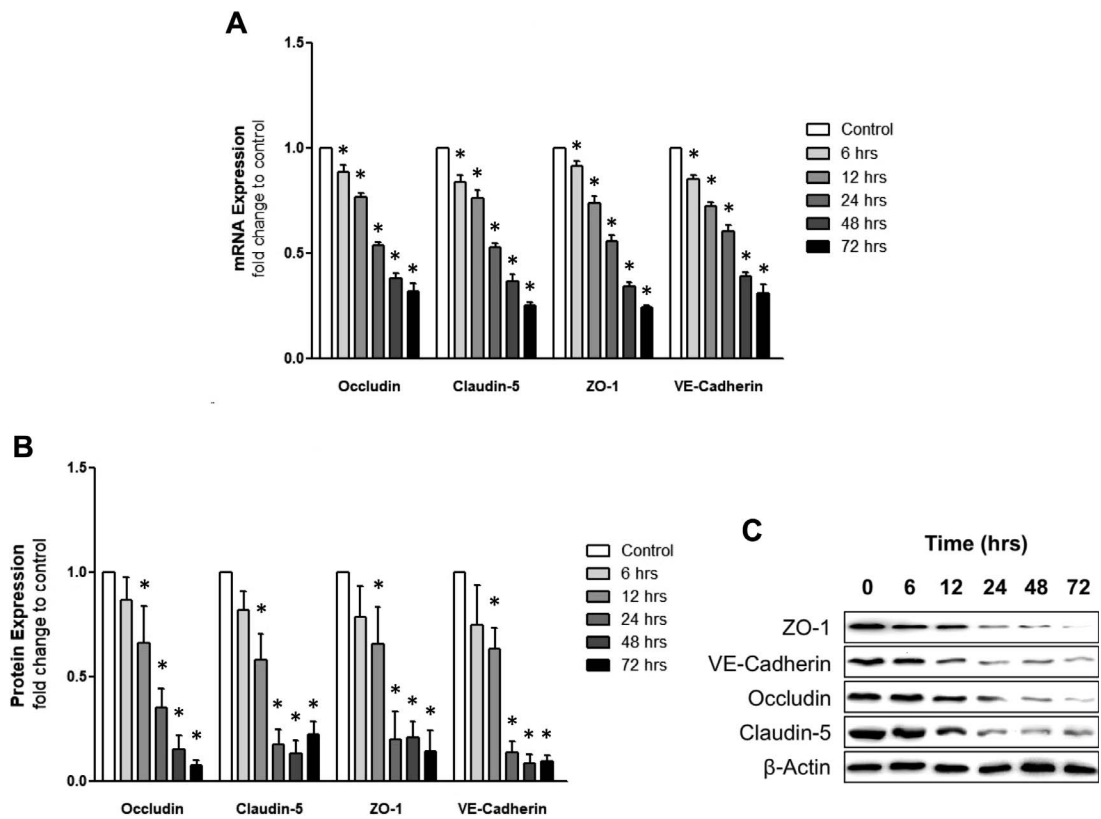 A
1.5
1.0
0.5
0.0
mRNA Expression
fold change to control
* * * * *
* * * * *
* * * * *
* * * * *
Occludin Claudin-5 ZO-1 VE-Cadherin
Control
6 hrs
12 hrs
24 hrs
48 hrs
72 hrs
B
1.5
1.0
0.5
0.0
Protein Expression
fold change to control
* * * *
* * * *
* * * *
* * * *
Occludin Claudin-5 ZO-1 VE-Cadherin
Control
6 hrs
12 hrs
24 hrs
48 hrs
72 hrs
C
Time (hrs)
0 6 12 24 48 72
ZO-1
VE-Cadherin
Occludin
Claudin-5
β-Actin